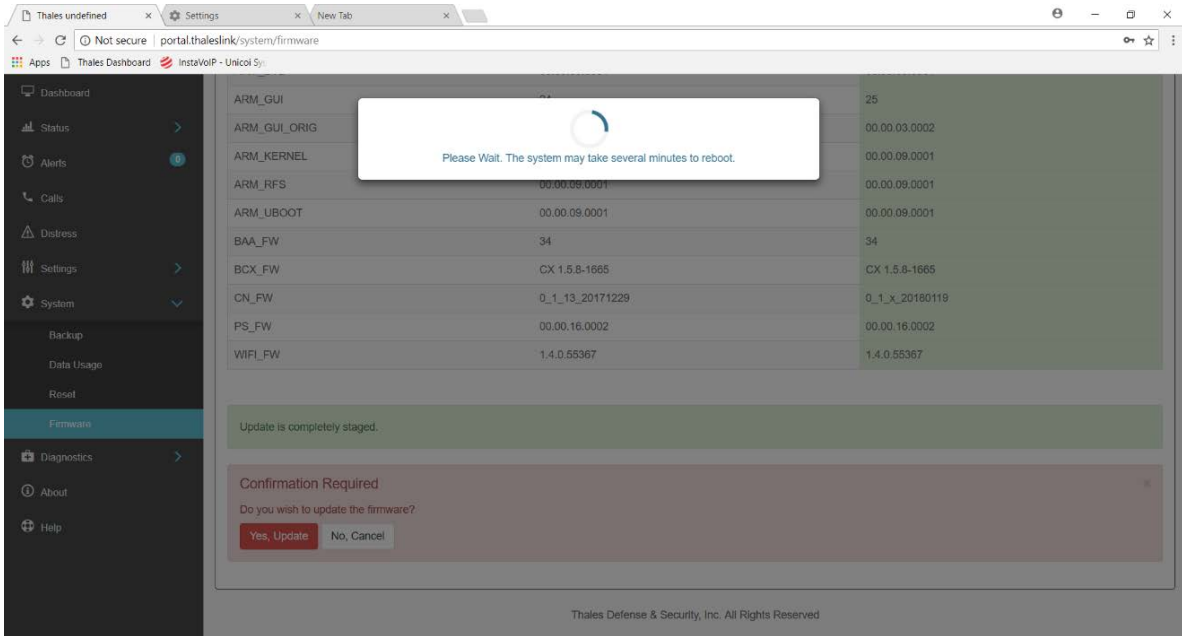 Thales undefined
Settings
New Tab
Not secure | portal.thaleslink/system/firmware
Apps Thales Dashboard InstaVoIP - Unicoi Sy
Dashboard
Status
Alerts 0
Calls
Distress
Settings
System
Backup
Data Usage
Reset
Firmware
Diagnostics
About
Help
ARM_GUI 25
ARM_GUI_ORIG 00.00.03.0002
ARM_KERNEL 00.00.09.0001
ARM_RFS 00.00.09.0001 00.00.09.0001
ARM_UBOOT 00.00.09.0001 00.00.09.0001
BAA_FW 34 34
BCX_FW CX 1.5.8-1665 CX 1.5.8-1665
CN_FW 0_1_13_20171229 0_1_x_20180119
PS_FW 00.00.16.0002 00.00.16.0002
WIFI_FW 1.4.0.55367 1.4.0.55367
Please Wait. The system may take several minutes to reboot.
Update is completely staged.
Confirmation Required
Do you wish to update the firmware?
Yes, Update No, Cancel
Thales Defense & Security, Inc. All Rights Reserved